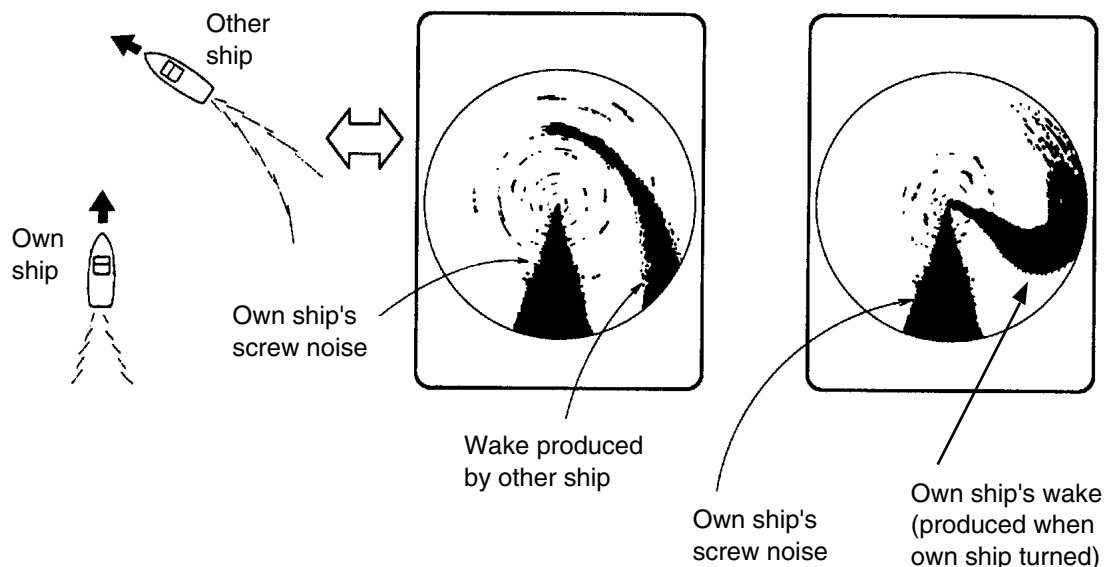 Other
ship
Own
ship
Own ship's
screw noise
Wake produced
by other ship
Own ship's
screw noise
Own ship's wake
(produced when
own ship turned)